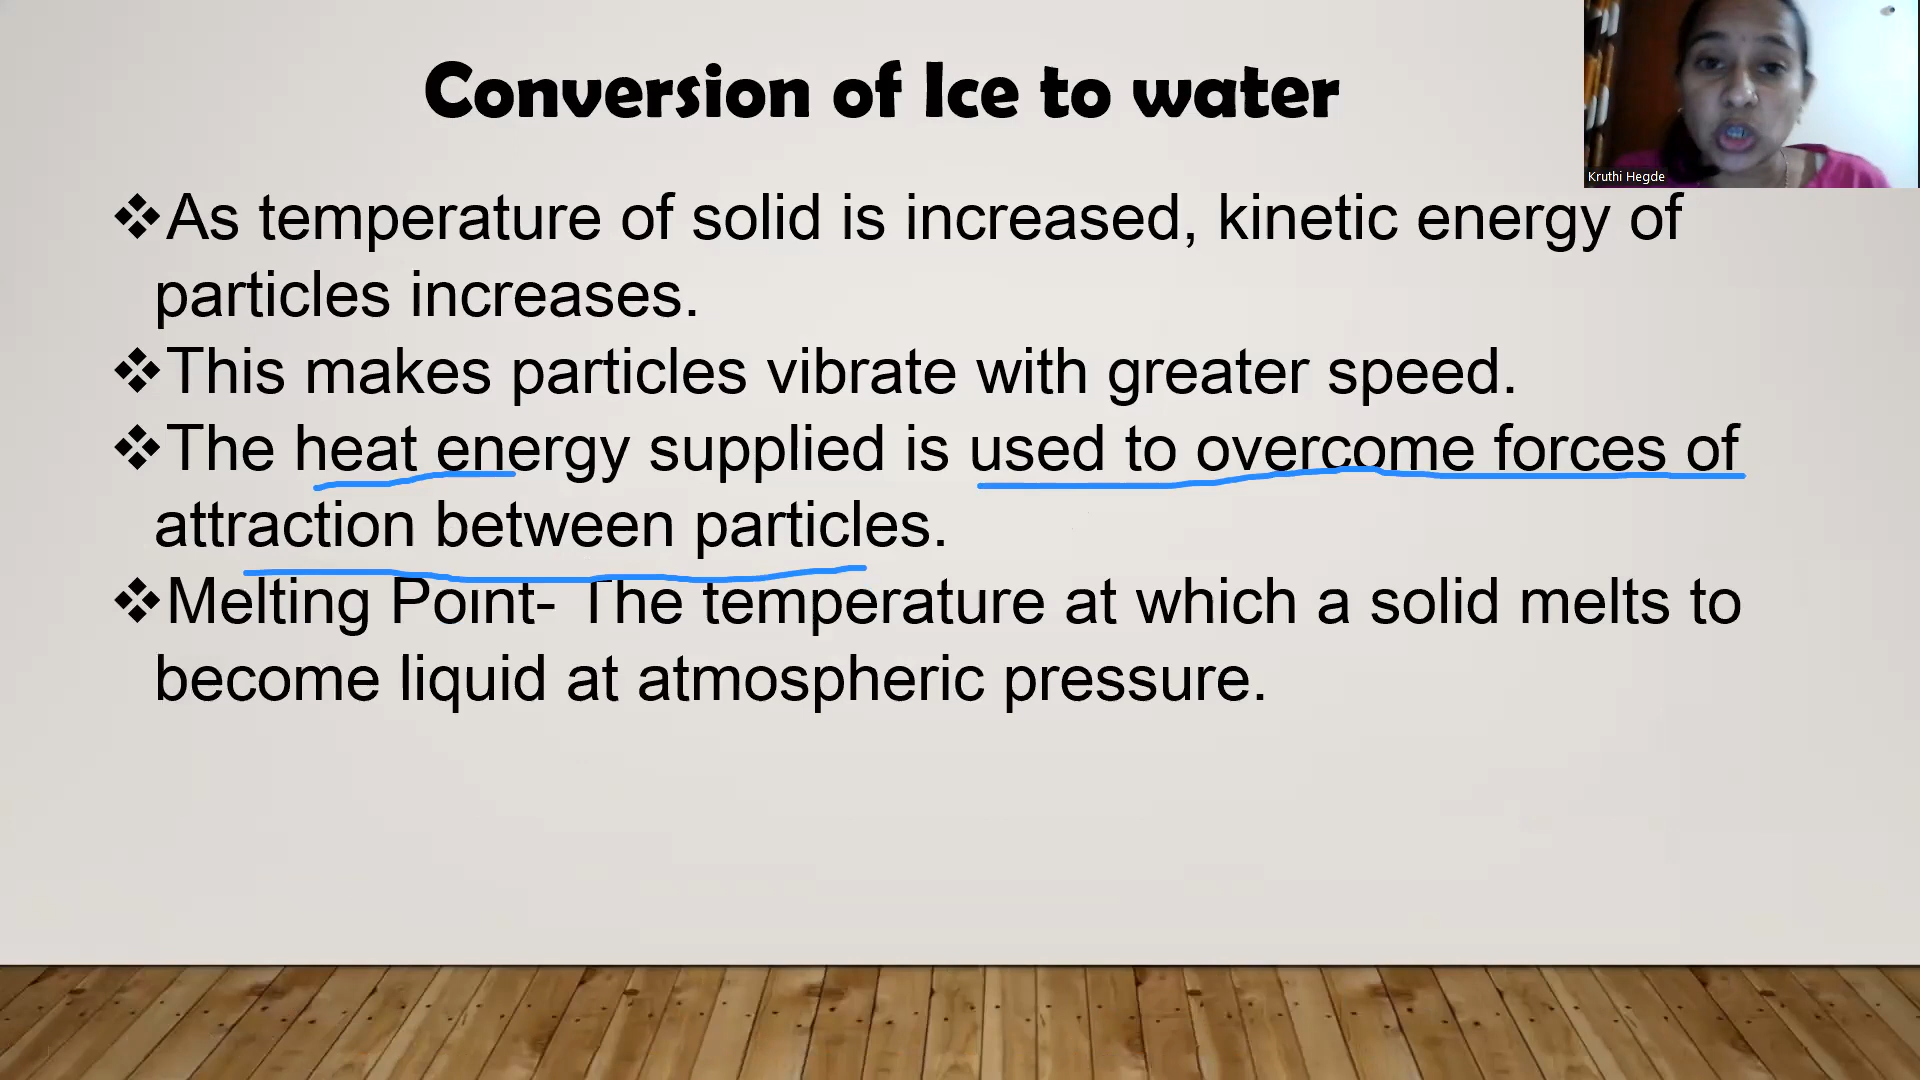 Conversion of Ice to water
Kruthi Hegde
❖As temperature of solid is increased, kinetic energy of
particles increases.
❖This makes particles vibrate with greater speed.
❖The heat energy supplied is used to overcome forces of
attraction between particles.
❖Melting Point- The temperature at which a solid melts to
become liquid at atmospheric pressure.